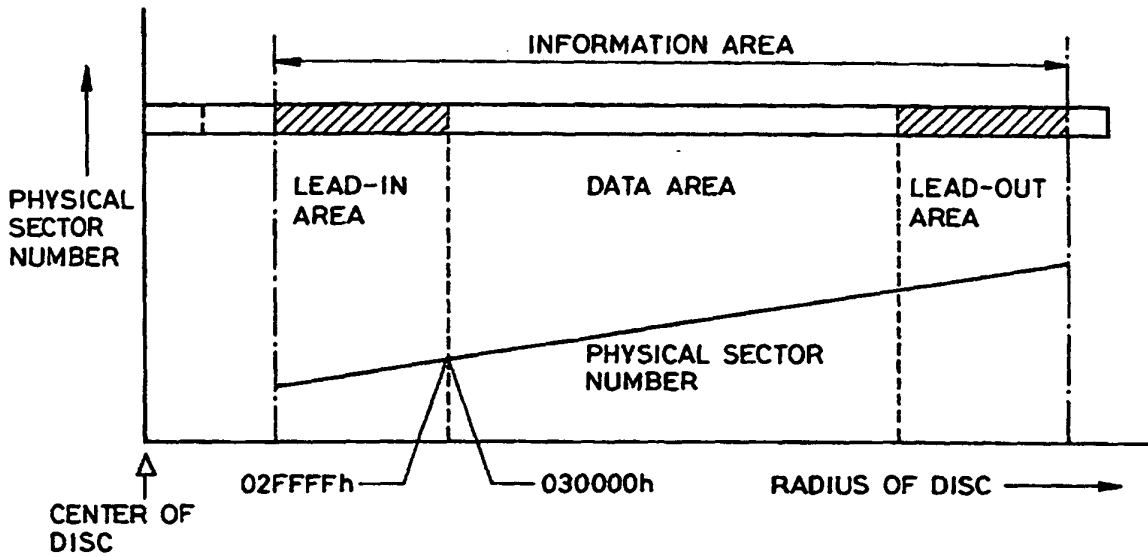 INFORMATION AREA
PHYSICAL
SECTOR
NUMBER
LEAD-IN
AREA
DATA AREA
LEAD-OUT
AREA
PHYSICAL SECTOR
NUMBER
02FFFFh
030000h
RADIUS OF DISC
CENTER OF
DISC